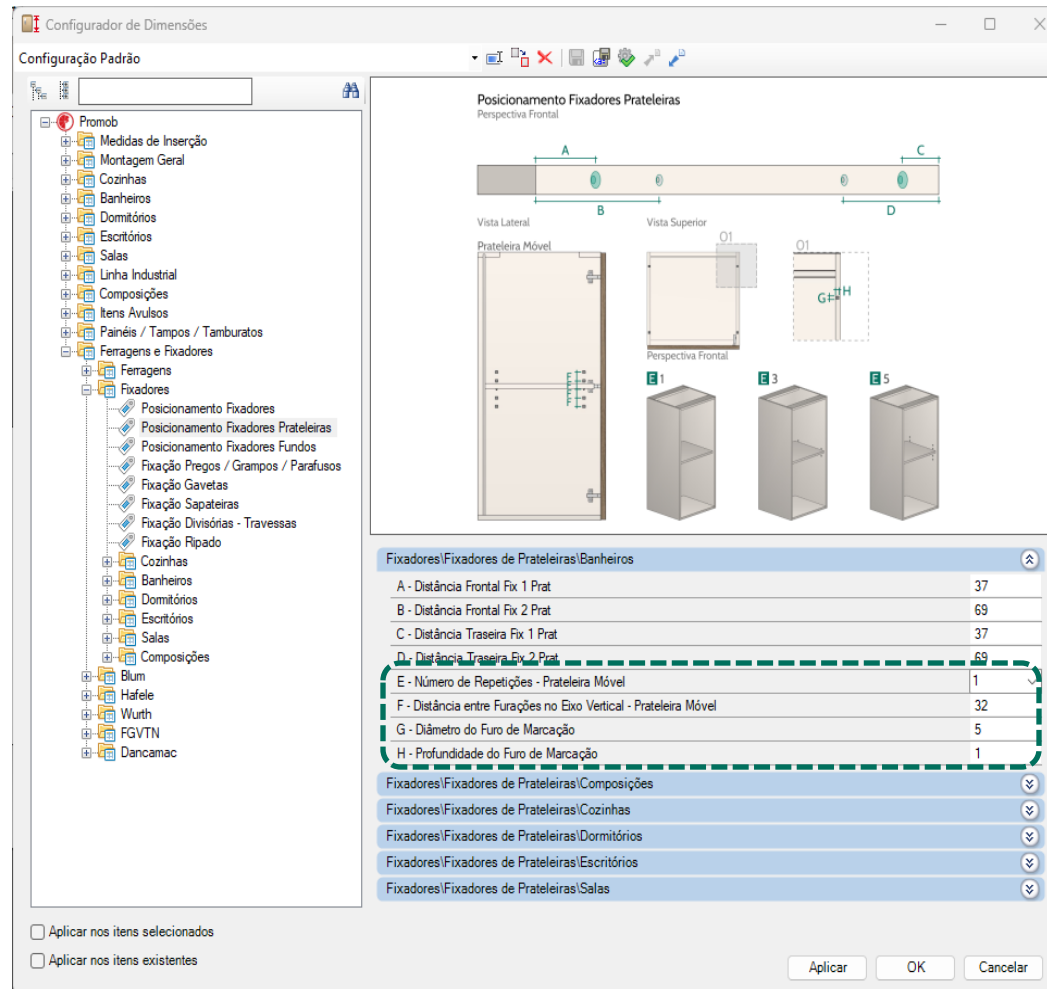 Configurador de Dimensões
Configuração Padrão
Promob
Medidas de Inserção
Montagem Geral
Cozinhas
Banheiros
Dormitórios
Escritórios
Salas
Linha Industrial
Composições
Itens Avulsos
Painéis / Tampos / Tamburatos
Ferragens e Fixadores
Ferragens
Fixadores
Posicionamento Fixadores
Posicionamento Fixadores Prateleiras
Posicionamento Fixadores Fundos
Fixação Pregos / Grampos / Parafusos
Fixação Gavetas
Fixação Sapateiras
Fixação Divisórias - Travessas
Fixação Ripado
Cozinhas
Banheiros
Dormitórios
Escritórios
Salas
Composições
Blum
Hafele
Wurth
FGVTN
Dancamac
Posicionamento Fixadores Prateleiras
Perspectiva Frontal
A C
B D
Vista Lateral Vista Superior
Prateleira Móvel O1 O1
G H
Perspectiva Frontal
E 1 E 3 E 5
F
F
F
F
Fixadores\Fixadores de Prateleiras\Banheiros
A - Distância Frontal Fix 1 Prat 37
B - Distância Frontal Fix 2 Prat 69
C - Distância Traseira Fix 1 Prat 37
D - Distância Traseira Fix 2 Prat 69
E - Número de Repetições - Prateleira Móvel 1
F - Distância entre Furações no Eixo Vertical - Prateleira Móvel 32
G - Diâmetro do Furo de Marcação 5
H - Profundidade do Furo de Marcação 1
Fixadores\Fixadores de Prateleiras\Composições
Fixadores\Fixadores de Prateleiras\Cozinhas
Fixadores\Fixadores de Prateleiras\Dormitórios
Fixadores\Fixadores de Prateleiras\Escritórios
Fixadores\Fixadores de Prateleiras\Salas
Aplicar nos itens selecionados
Aplicar nos itens existentes
Aplicar OK Cancelar